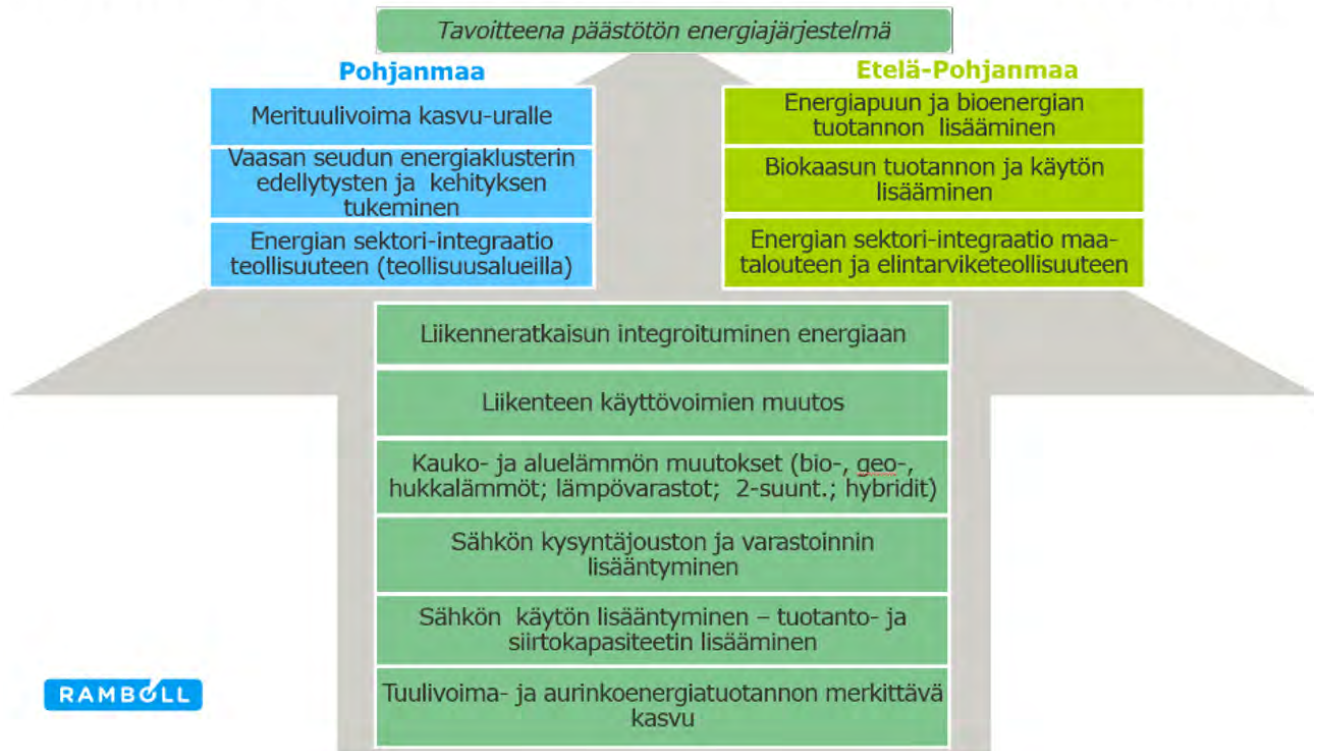 Tavoitteena päästötön energiajärjestelmä
Pohjanmaa
Merituulivoima kasvu-uralle
Vaasan seudun energiaklusterin
edellytysten ja kehityksen
tukeminen
Energian sektori-integraatio
teollisuuteen (teollisuusalueilla)
Etelä-Pohjanmaa
Energiapuun ja bioenergian
tuotannon lisääminen
Biokaasun tuotannon ja käytön
lisääminen
Energian sektori-integraatio maa-
talouteen ja elintarviketeollisuuteen
Liikenneratkaisun integroituminen energiaan
Liikenteen käyttövoimien muutos
Kauko- ja aluelämmön muutokset (bio-, geo-,
hukkalämmöt; lämpövarastot; 2-suunt.; hybridit)
Sähkön kysyntäjouston ja varastoinnin
lisääntyminen
Sähkön käytön lisääntyminen – tuotanto- ja
siirtokapasiteetin lisääminen
Tuulivoima- ja aurinkoenergiatuotannon merkittävä
kasvu
RAMBOLL